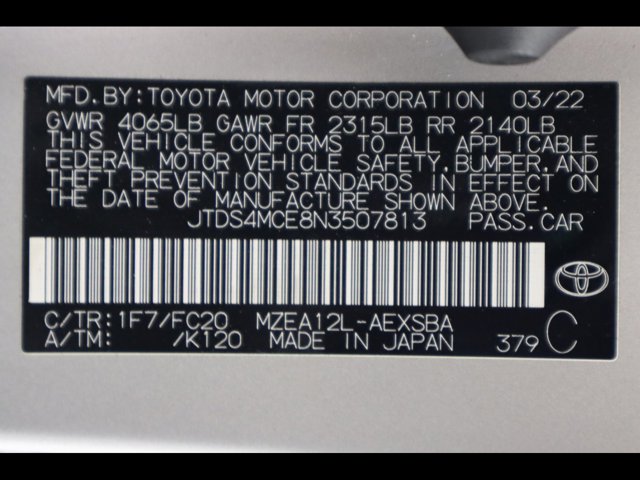 MFD.BY:TOYOTA MOTOR CORPORATION 03/22
GVWR 4065LB GAWR FR 2315LB RR 2140LB
THIS VEHICLE CONFORMS TO ALL APPLICABLE
FEDERAL MOTOR VEHICLE SAFETY,BUMPER,AND
THEFT PREVENTION STANDARDS IN EFFECT ON
THE DATE OF MANUFACTURE SHOWN ABOVE.
JTDS4MCE8N3507813 PASS.CAR
C/TR:1F7/FC20 MZEA12L-AEXSBA
A/TM: /K120 MADE IN JAPAN 379 C